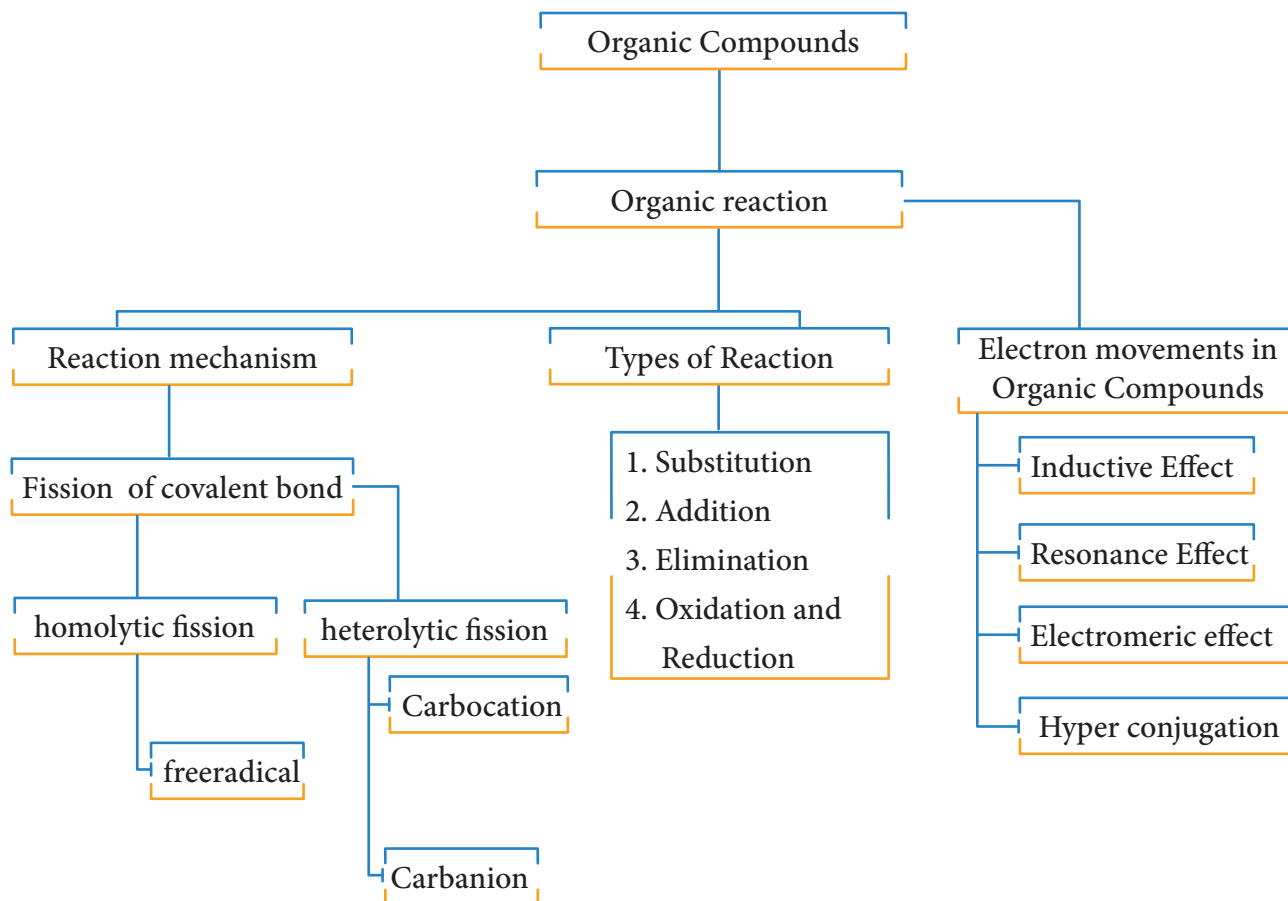 Organic Compounds
Organic reaction
Reaction mechanism
Types of Reaction
Electron movements in
Organic Compounds
Fission of covalent bond
1. Substitution
2. Addition
3. Elimination
4. Oxidation and
Reduction
Inductive Effect
Resonance Effect
Electromeric effect
Hyper conjugation
homolytic fission
heterolytic fission
Carbocation
freeradical
Carbanion